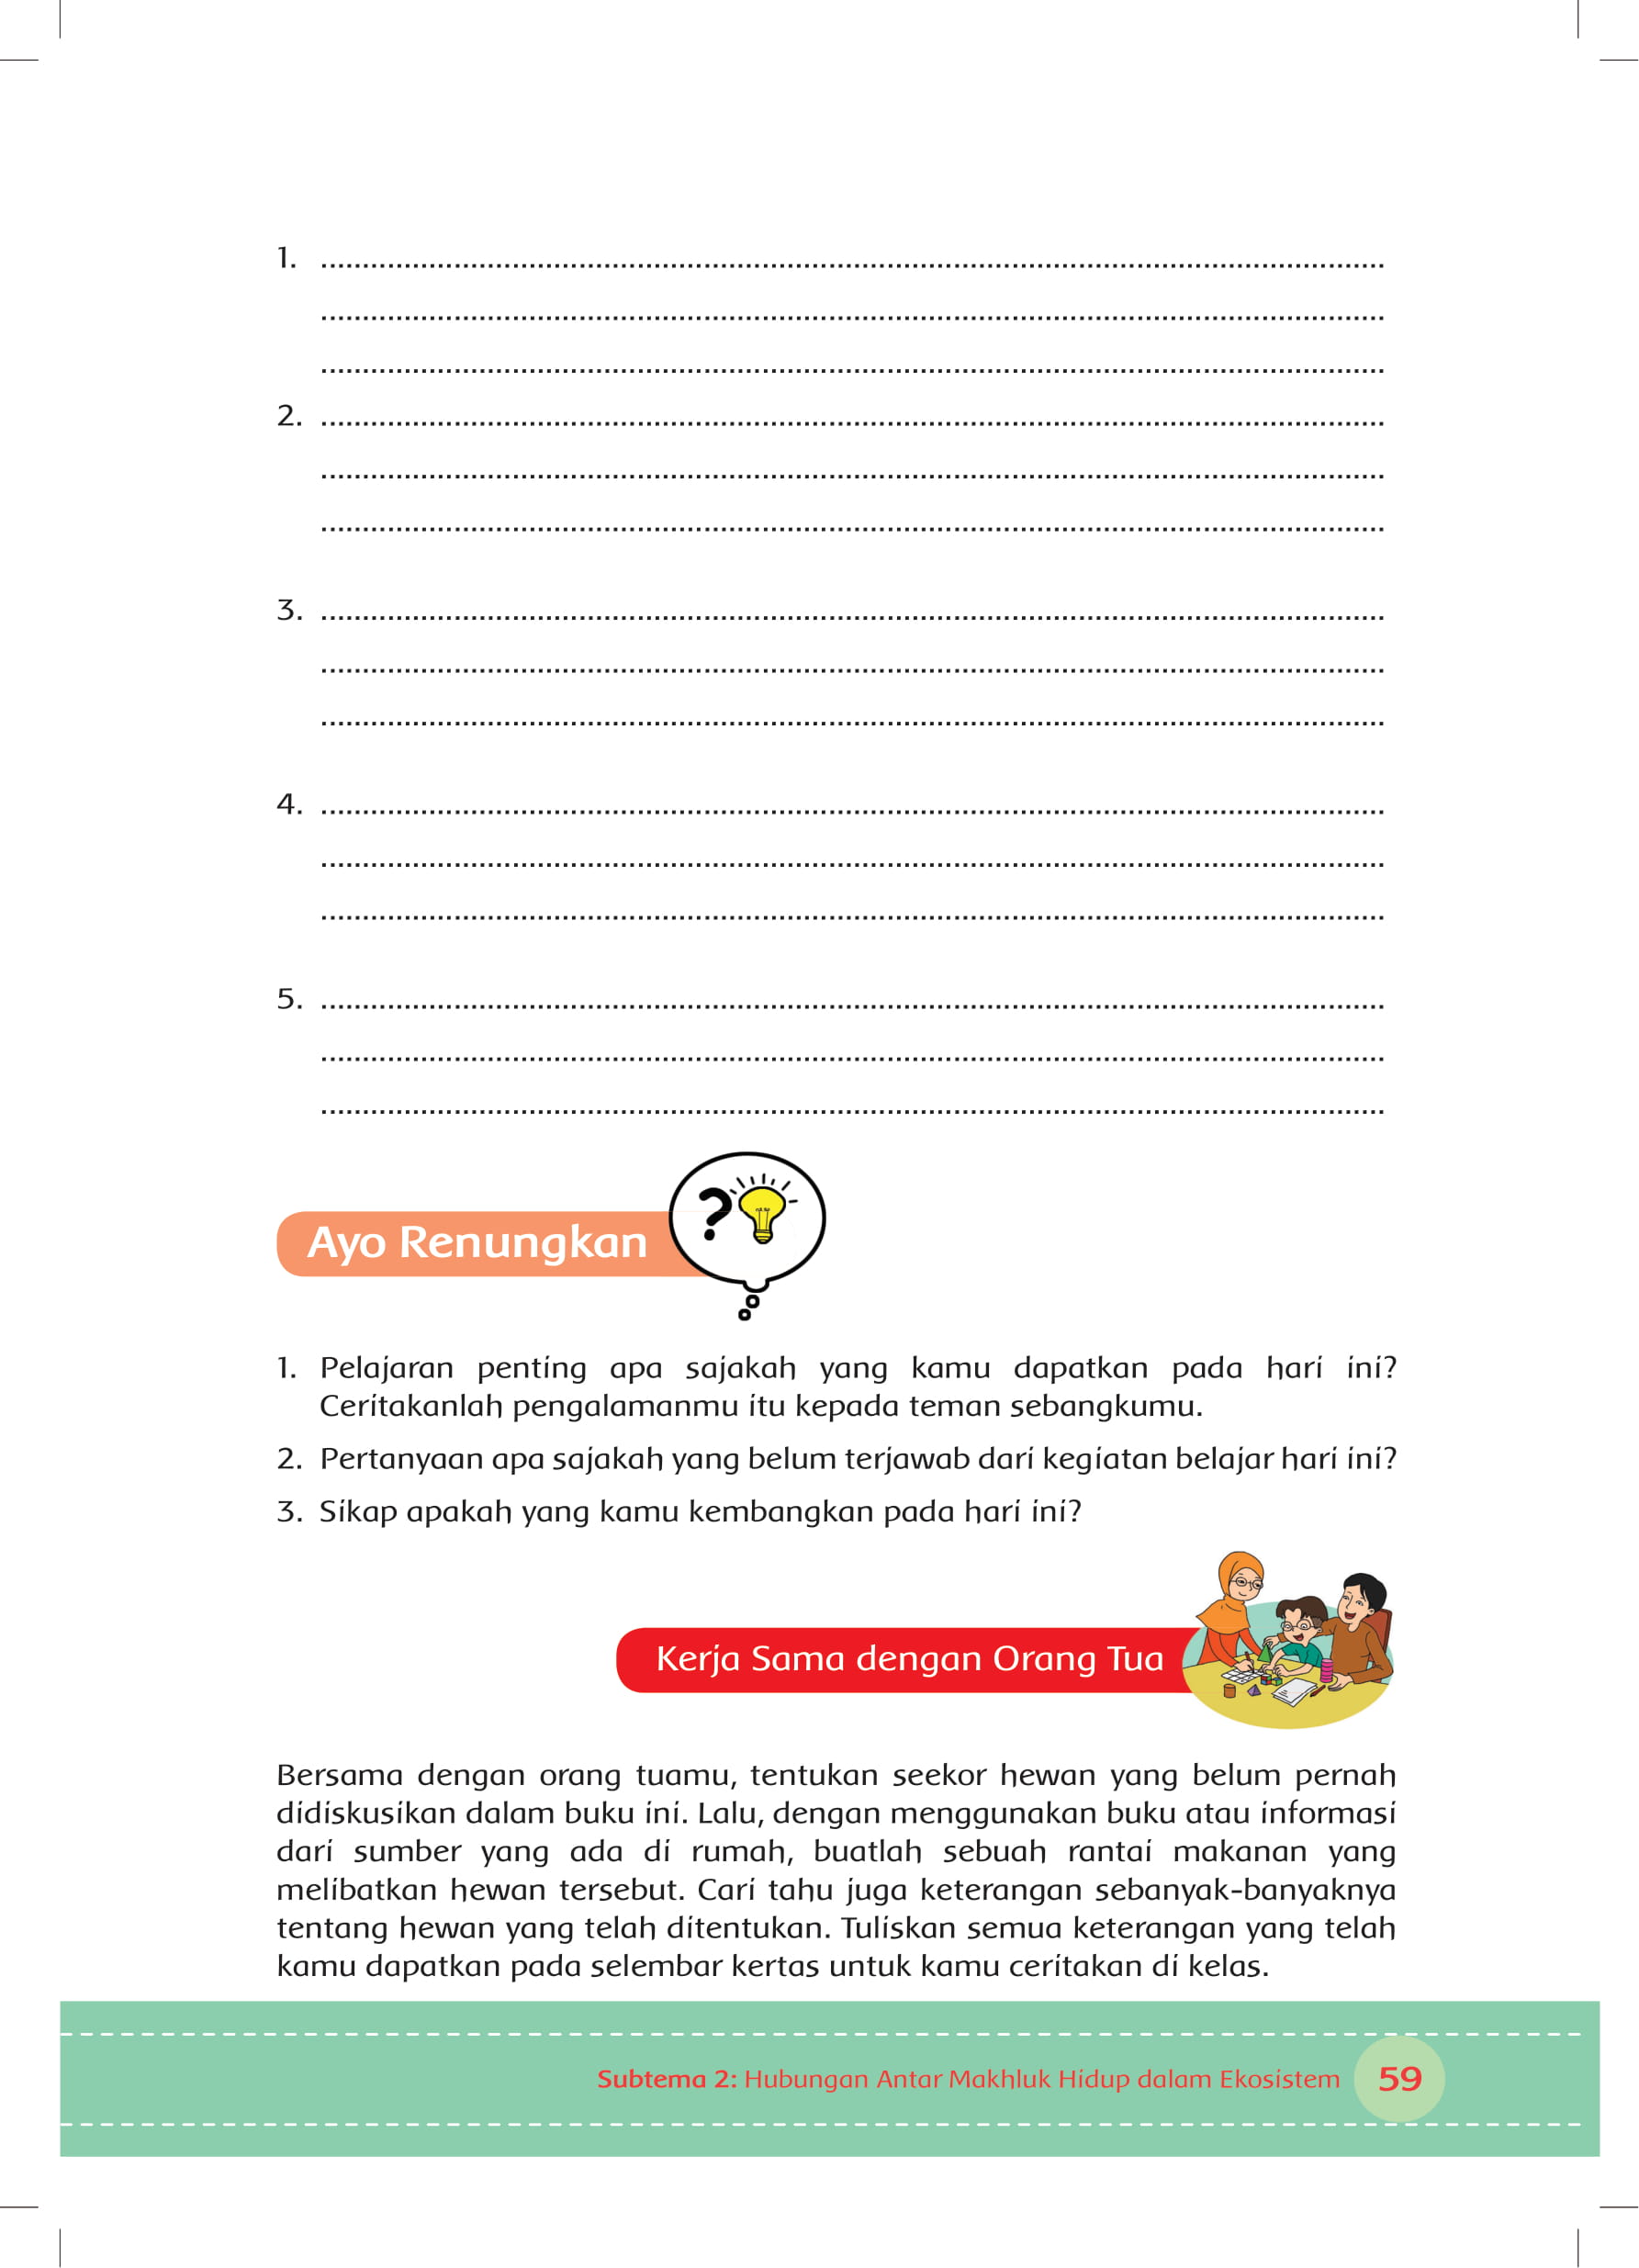 1. ........................................................................
........................................................................
........................................................................
2. ........................................................................
........................................................................
........................................................................
3. ........................................................................
........................................................................
........................................................................
4. ........................................................................
........................................................................
........................................................................
5. ........................................................................
........................................................................
........................................................................
?
Ayo Renungkan
1. Pelajaran penting apa sajakah yang kamu dapatkan pada hari ini?
Ceritakanlah pengalamanmu itu kepada teman sebangkumu.
2. Pertanyaan apa sajakah yang belum terjawab dari kegiatan belajar hari ini?
3. Sikap apakah yang kamu kembangkan pada hari ini?
Kerja Sama dengan Orang Tua
Bersama dengan orang tuamu, tentukan seekor hewan yang belum pernah
didiskusikan dalam buku ini. Lalu, dengan menggunakan buku atau informasi
dari sumber yang ada di rumah, buatlah sebuah rantai makanan yang
melibatkan hewan tersebut. Cari tahu juga keterangan sebanyak-banyaknya
tentang hewan yang telah ditentukan. Tuliskan semua keterangan yang telah
kamu dapatkan pada selembar kertas untuk kamu ceritakan di kelas.
Subtema 2: Hubungan Antar Makhluk Hidup dalam Ekosistem 59